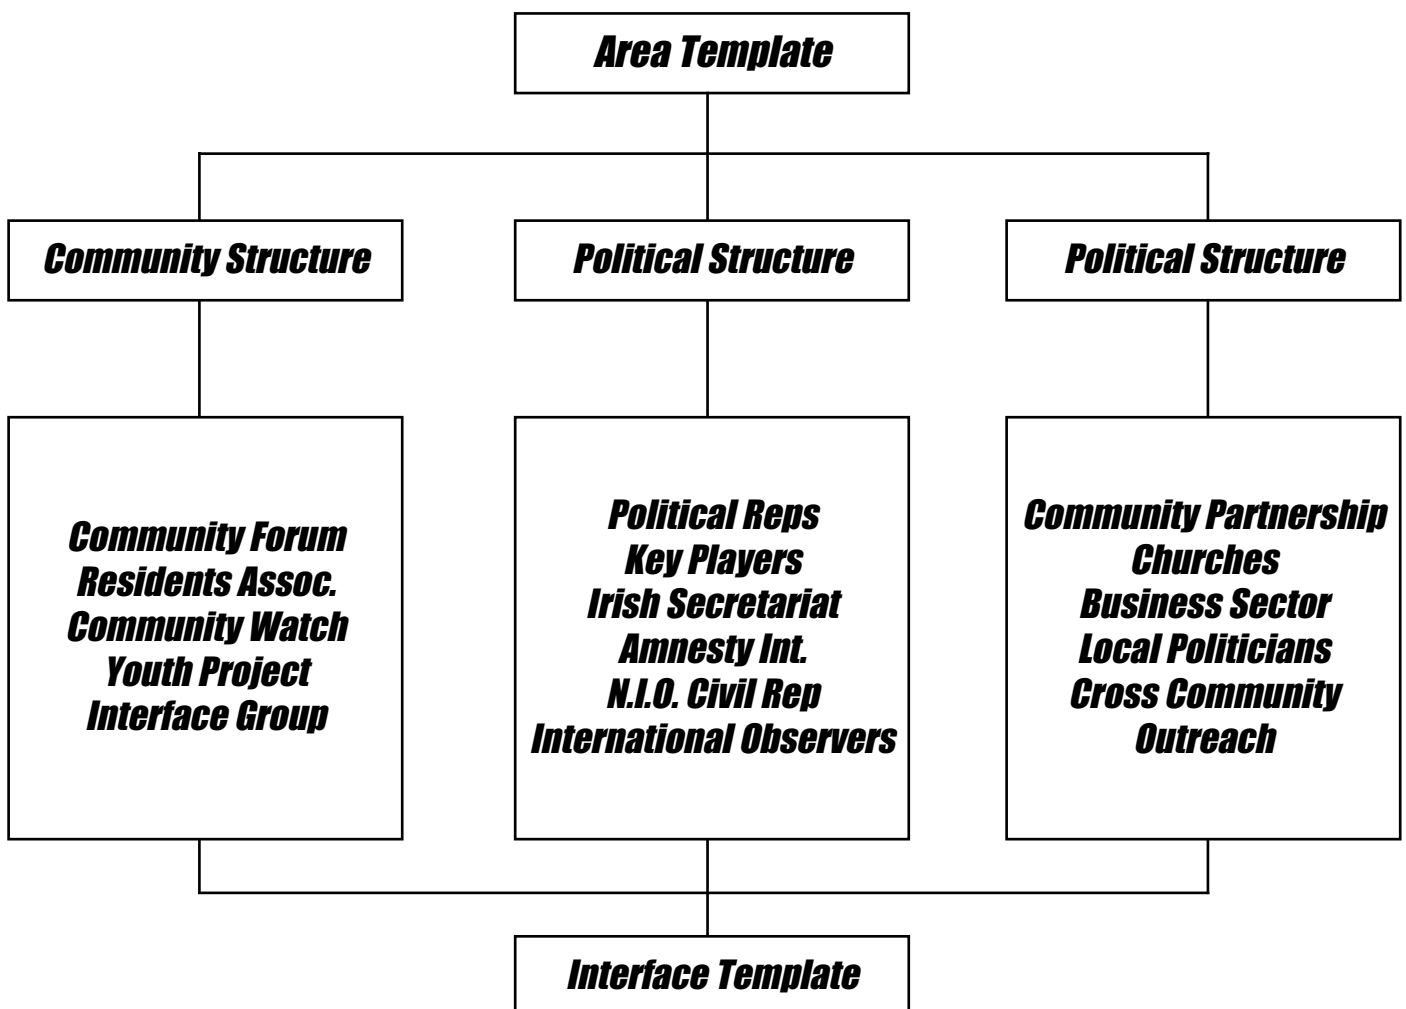 Area Template
Community Structure
Political Structure
Political Structure
Community Forum
Residents Assoc.
Community Watch
Youth Project
Interface Group
Political Reps
Key Players
Irish Secretariat
Amnesty Int.
N.I.O. Civil Rep
International Observers
Community Partnership
Churches
Business Sector
Local Politicians
Cross Community
Outreach
Interface Template